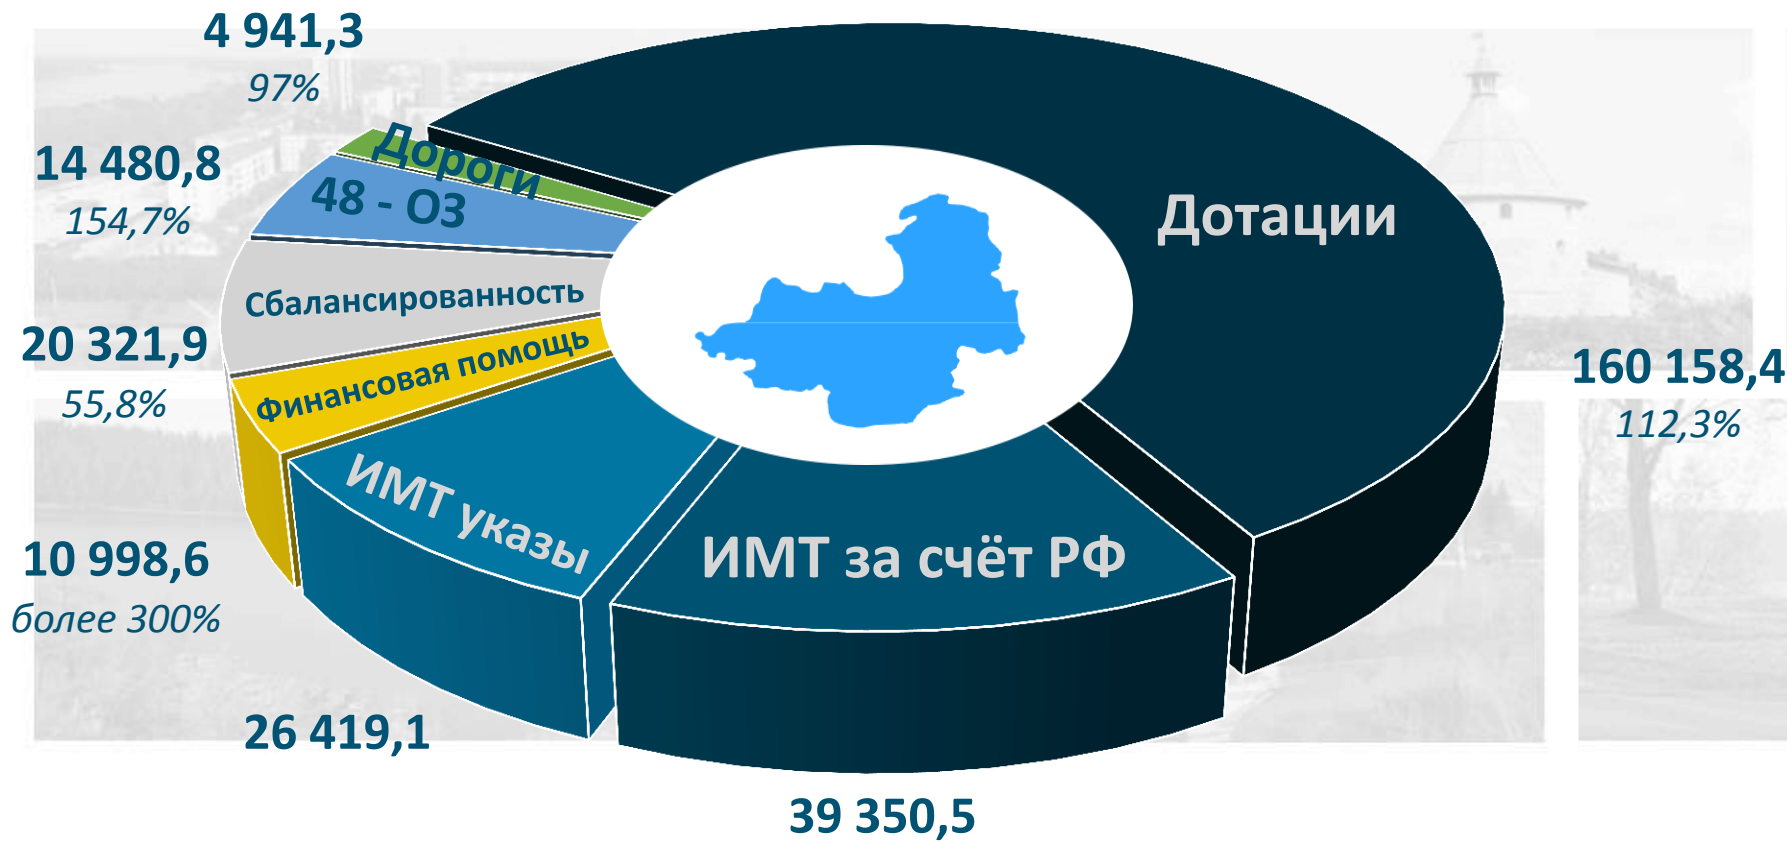 4 941,3
97%
14 480,8
154,7%
20 321,9
55,8%
10 998,6
более 300%
26 419,1
39 350,5
160 158,4
112,3%
Дороги
48 - ОЗ
Сбалансированность
Финансовая помощь
ИМТ указы
ИМТ за счёт РФ
Дотации